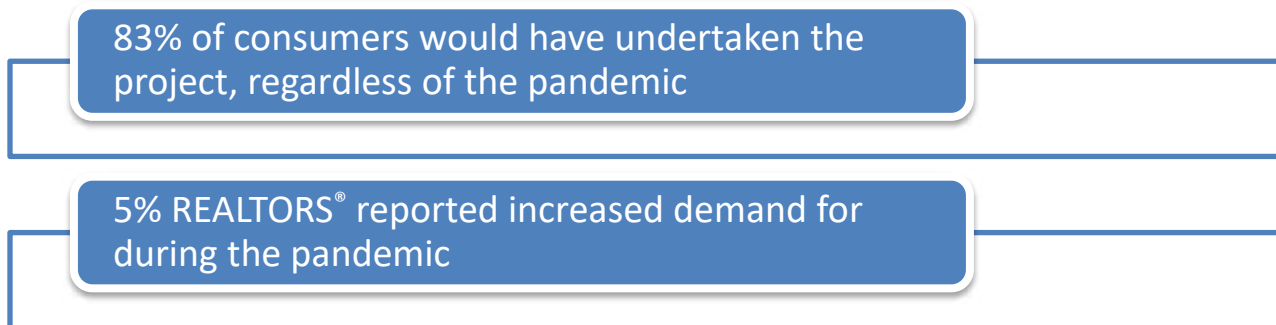 83% of consumers would have undertaken the
project, regardless of the pandemic
5% REALTORS® reported increased demand for
during the pandemic